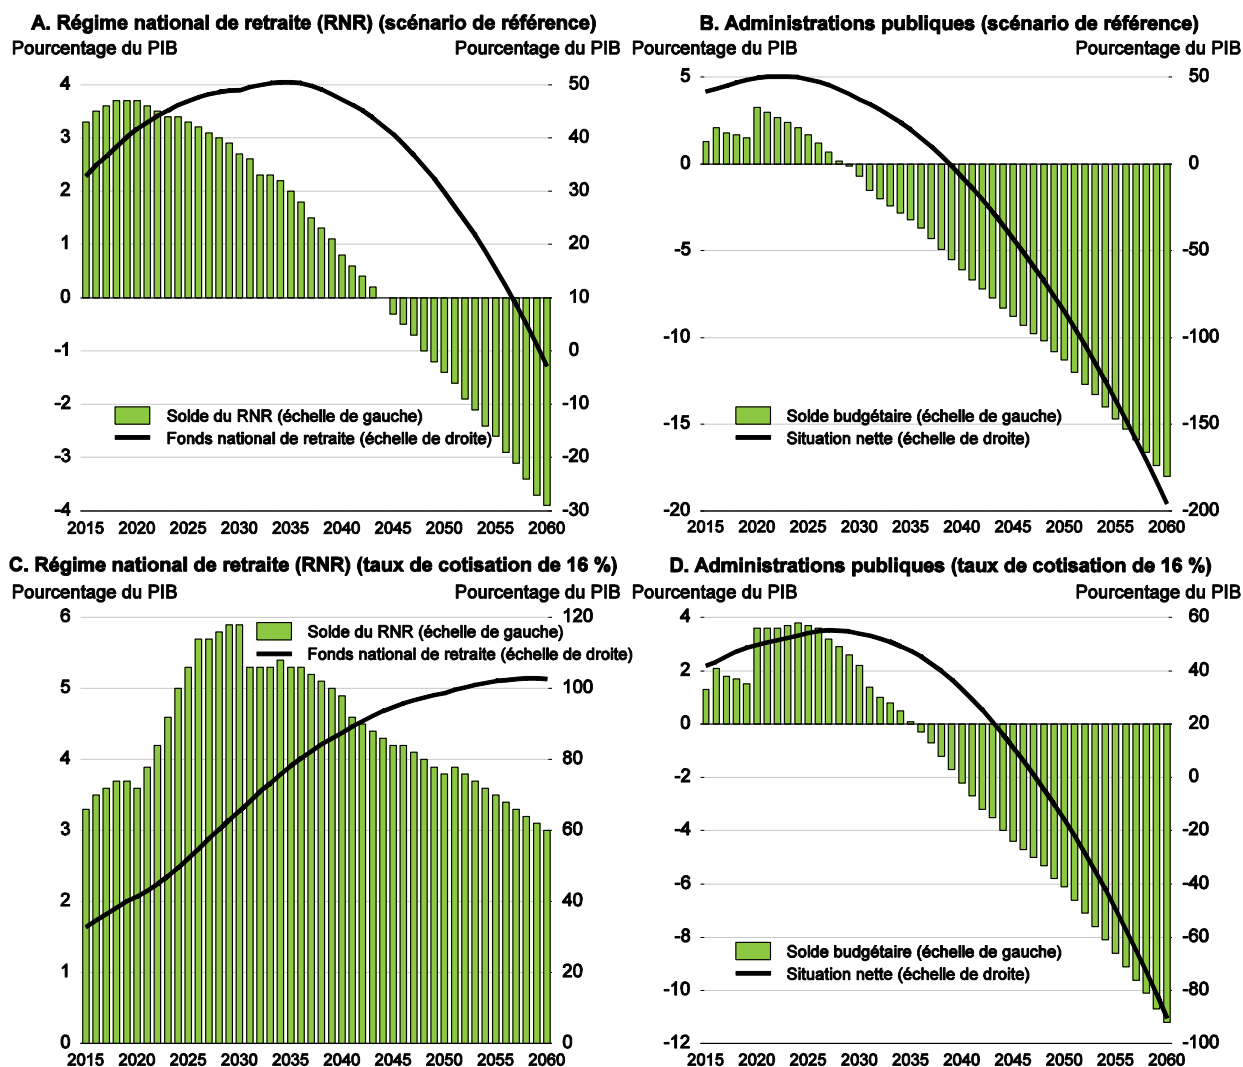 A. Régime national de retraite (RNR) (scénario de référence)
Pourcentage du PIB Pourcentage du PIB
4 50
3 40
2 30
1 20
0 10
-1 0
-2 -10
-3 -20
-4 -30
Solde du RNR (échelle de gauche)
Fonds national de retraite (échelle de droite)
2015 2020 2025 2030 2035 2040 2045 2050 2055 2060
B. Administrations publiques (scénario de référence)
Pourcentage du PIB Pourcentage du PIB
5 50
0 0
-5 -50
-10 -100
-15 -150
-20 -200
Solde budgétaire (échelle de gauche)
Situation nette (échelle de droite)
2015 2020 2025 2030 2035 2040 2045 2050 2055 2060
C. Régime national de retraite (RNR) (taux de cotisation de 16 %)
Pourcentage du PIB Pourcentage du PIB
6 120
5 100
4 80
3 60
2 40
1 20
0 0
Solde du RNR (échelle de gauche)
Fonds national de retraite (échelle de droite)
2015 2020 2025 2030 2035 2040 2045 2050 2055 2060
D. Administrations publiques (taux de cotisation de 16 %)
Pourcentage du PIB Pourcentage du PIB
4 60
2 40
0 20
-2 0
-4 -20
-6 -40
-8 -60
-10 -80
-12 -100
Solde budgétaire (échelle de gauche)
Situation nette (échelle de droite)
2015 2020 2025 2030 2035 2040 2045 2050 2055 2060